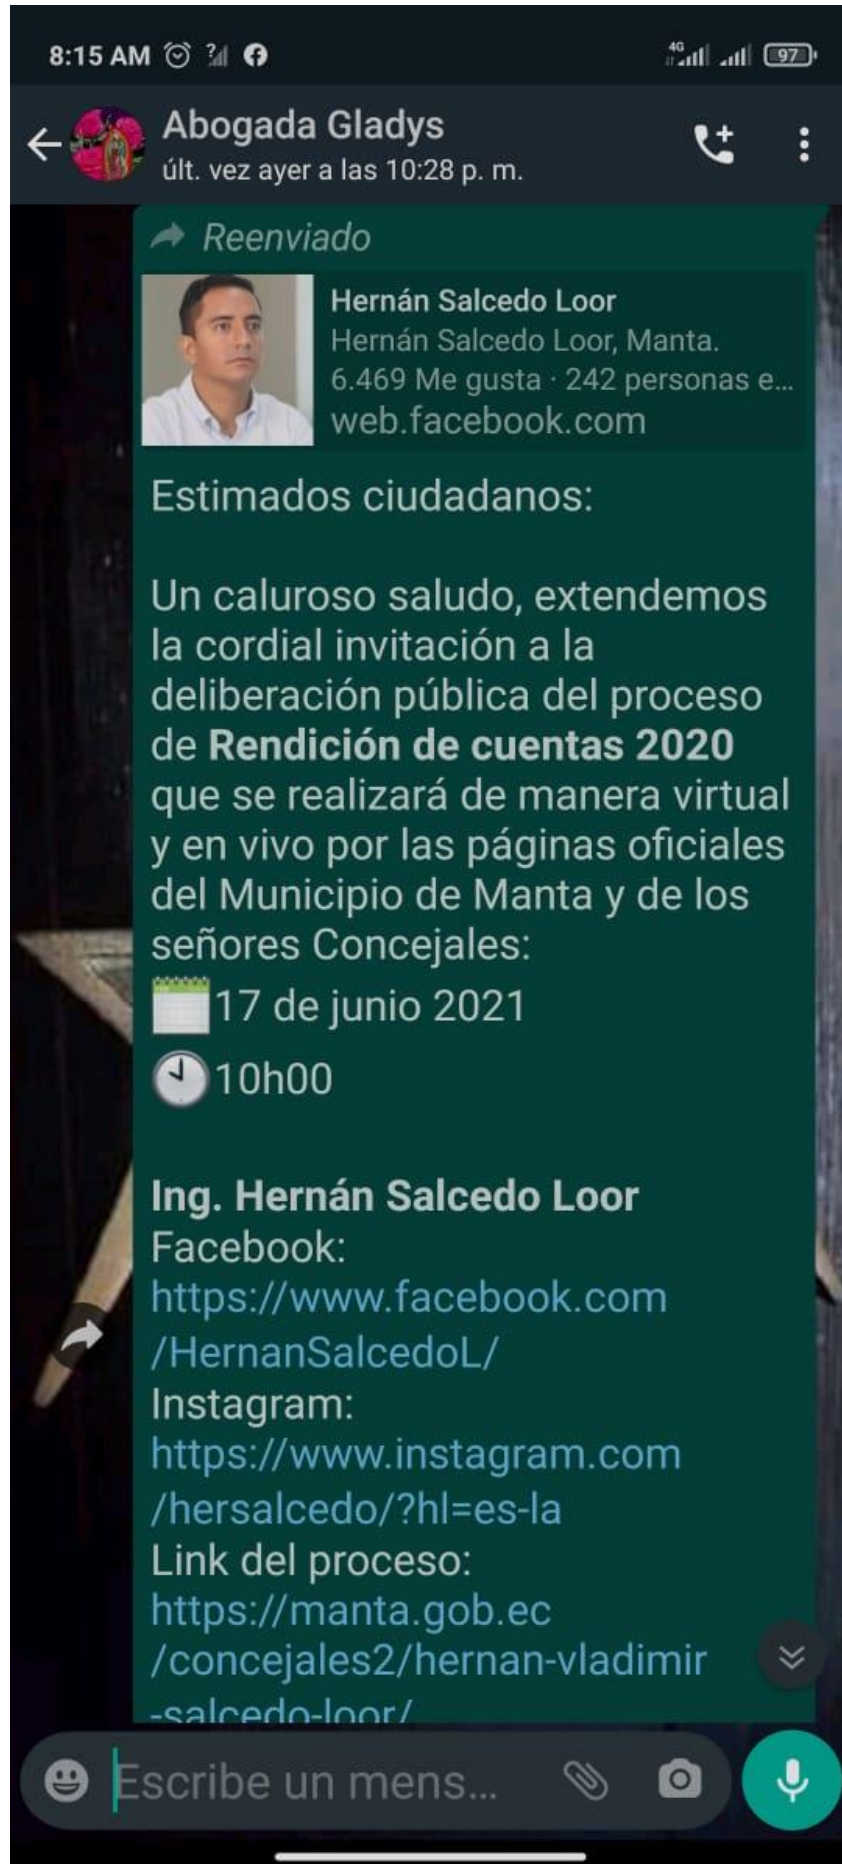 8:15 AM
4G
97
Abogada Gladys
últ. vez ayer a las 10:28 p. m.
Reenviado
Hernán Salcedo Loor
Hernán Salcedo Loor, Manta.
6.469 Me gusta · 242 personas e...
web.facebook.com
Estimados ciudadanos:
Un caluroso saludo, extendemos
la cordial invitación a la
deliberación pública del proceso
de Rendición de cuentas 2020
que se realizará de manera virtual
y en vivo por las páginas oficiales
del Municipio de Manta y de los
señores Concejales:
17 de junio 2021
10h00
Ing. Hernán Salcedo Loor
Facebook:
https://www.facebook.com
/HernanSalcedoL/
Instagram:
https://www.instagram.com
/hersalcedo/?hl=es-la
Link del proceso:
https://manta.gob.ec
/concejales2/hernan-vladimir
-salcedo-loor/
Escribe un mens...